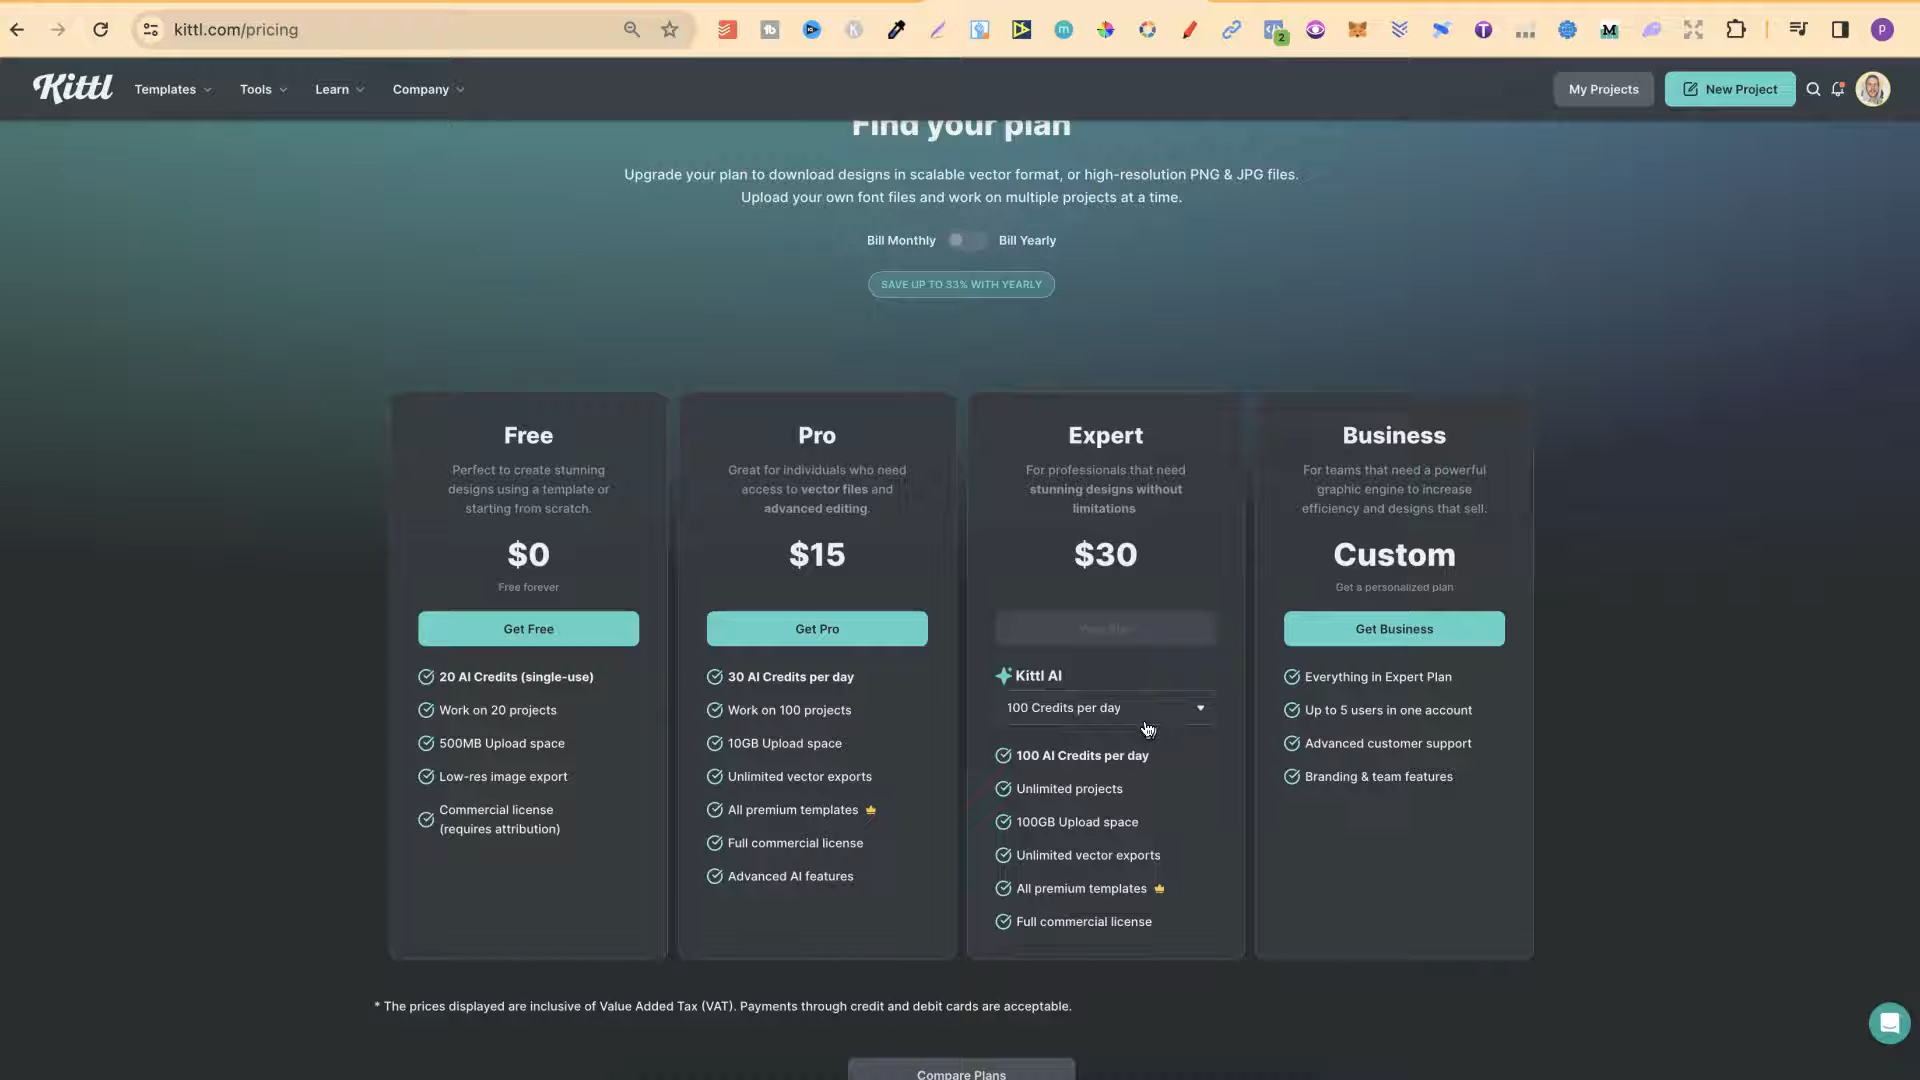 kittl.com/pricing
2
P
Kittl
Templates
Tools
Learn
Company
My Projects
New Project
Find your plan
Upgrade your plan to download designs in scalable vector format, or high-resolution PNG & JPG files.
Upload your own font files and work on multiple projects at a time.
Bill Monthly
Bill Yearly
SAVE UP TO 33% WITH YEARLY
Free
Perfect to create stunning
designs using a template or
starting from scratch.
$0
Free forever
Get Free
20 AI Credits (single-use)
Work on 20 projects
500MB Upload space
Low-res image export
Commercial license
(requires attribution)
Pro
Great for individuals who need
access to vector files and
advanced editing.
$15
Get Pro
30 AI Credits per day
Work on 100 projects
10GB Upload space
Unlimited vector exports
All premium templates
Full commercial license
Advanced AI features
Expert
For professionals that need
stunning designs without
limitations
$30
Kittl AI
100 Credits per day
100 AI Credits per day
Unlimited projects
100GB Upload space
Unlimited vector exports
All premium templates
Full commercial license
Business
For teams that need a powerful
graphic engine to increase
efficiency and designs that sell.
Custom
Get a personalized plan
Get Business
Everything in Expert Plan
Up to 5 users in one account
Advanced customer support
Branding & team features
* The prices displayed are inclusive of Value Added Tax (VAT). Payments through credit and debit cards are acceptable.
Compare Plans